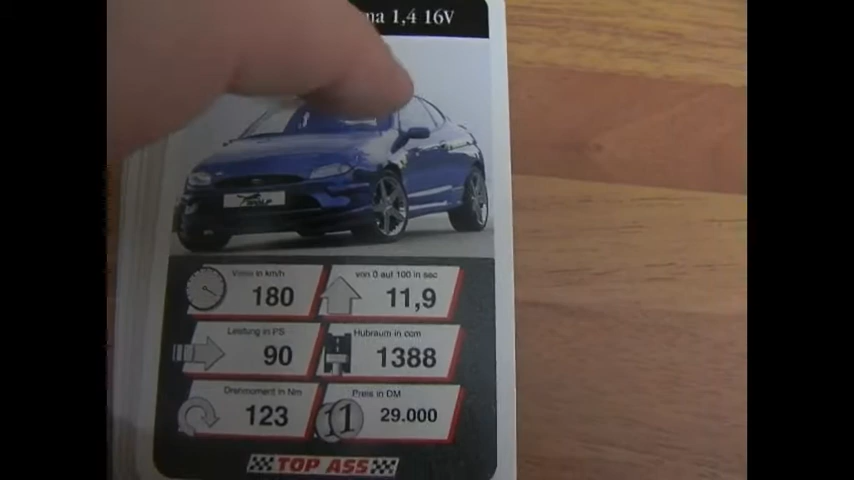 1,4 16V
WOLF
Vmax in km/h
von 0 auf 100 in sec
180
11,9
Leistung in PS
Hubraum in ccm
90
1388
Drehmoment in Nm
Preis in DM
123
29.000
TOP ASS